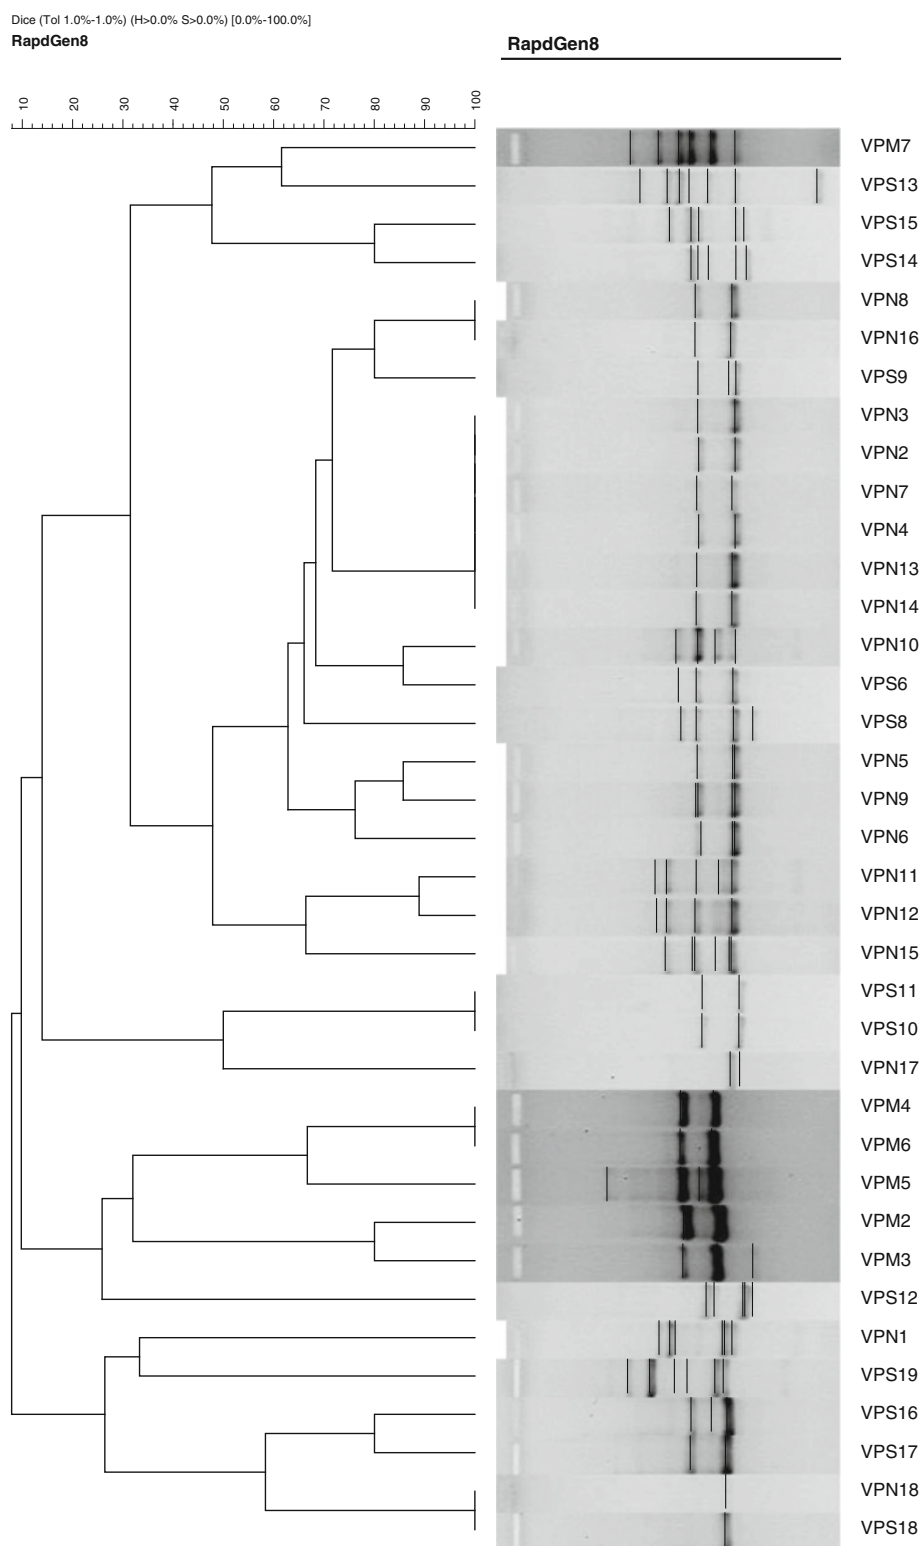 Dice (Tol 1.0%-1.0%) (H>0.0% S>0.0%) [0.0%-100.0%]
RapdGen8
RapdGen8
10 20 30 40 50 60 70 80 90 100
VPM7
VPS13
VPS15
VPS14
VPN8
VPN16
VPS9
VPN3
VPN2
VPN7
VPN4
VPN13
VPN14
VPN10
VPS6
VPS8
VPN5
VPN9
VPN6
VPN11
VPN12
VPN15
VPS11
VPS10
VPN17
VPM4
VPM6
VPM5
VPM2
VPM3
VPS12
VPN1
VPS19
VPS16
VPS17
VPN18
VPS18